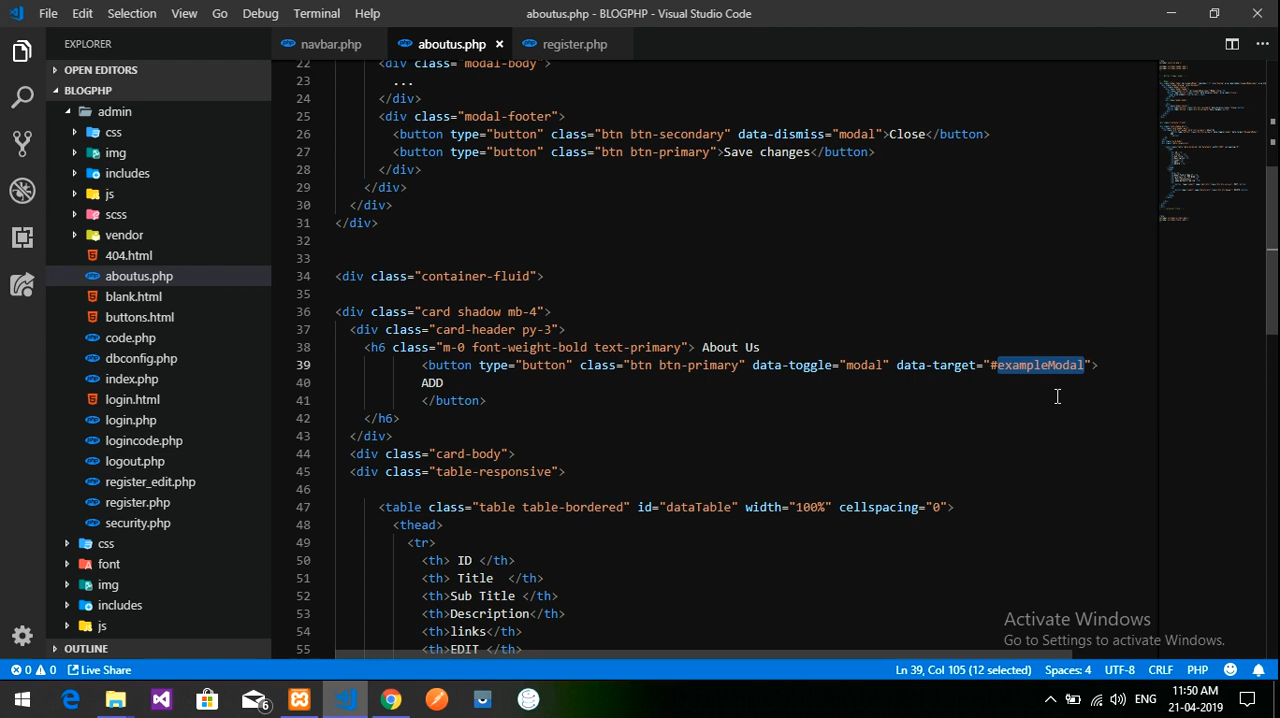 File Edit Selection View Go Debug Terminal Help
aboutus.php - BLOGPHP - Visual Studio Code
EXPLORER
navbar.php
aboutus.php ×
register.php
OPEN EDITORS
BLOGPHP
admin
css
img
includes
js
scss
vendor
404.html
aboutus.php
blank.html
buttons.html
code.php
dbconfig.php
index.php
login.html
login.php
logincode.php
logout.php
register_edit.php
register.php
security.php
css
font
img
includes
js
OUTLINE
22 <div class="modal-body">
23 ...
24 </div>
25 <div class="modal-footer">
26 <button type="button" class="btn btn-secondary" data-dismiss="modal">Close</button>
27 <button type="button" class="btn btn-primary">Save changes</button>
28 </div>
29 </div>
30 </div>
31 </div>
32
33
34 <div class="container-fluid">
35
36 <div class="card shadow mb-4">
37 <div class="card-header py-3">
38 <h6 class="m-0 font-weight-bold text-primary"> About Us
39 <button type="button" class="btn btn-primary" data-toggle="modal" data-target="#exampleModal">
40 ADD
41 </button>
42 </h6>
43 </div>
44 <div class="card-body">
45 <div class="table-responsive">
46
47 <table class="table table-bordered" id="dataTable" width="100%" cellspacing="0">
48 <thead>
49 <tr>
50 <th> ID </th>
51 <th> Title </th>
52 <th>Sub Title </th>
53 <th>Description</th>
54 <th>links</th>
55 <th>EDIT </th>
Activate Windows
Go to Settings to activate Windows.
0 0 Live Share
Ln 39, Col 105 (12 selected) Spaces: 4 UTF-8 CRLF PHP
6
ENG
11:50 AM
21-04-2019